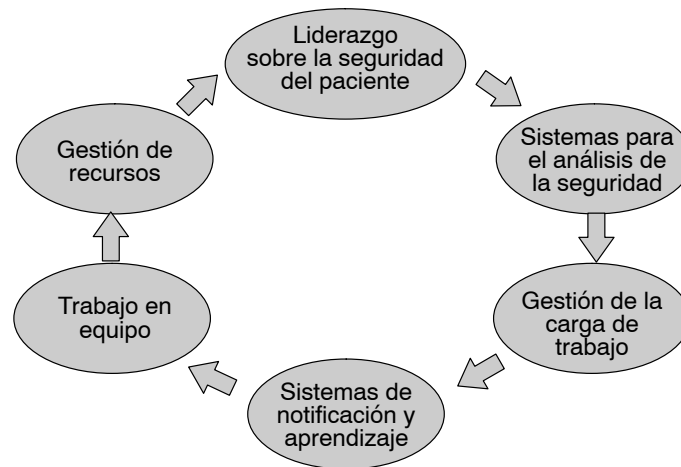 Liderazgo
sobre la seguridad
del paciente
Sistemas para
el análisis de
la seguridad
Gestión de la
carga de
trabajo
Sistemas de
notificación y
aprendizaje
Trabajo en
equipo
Gestión de
recursos